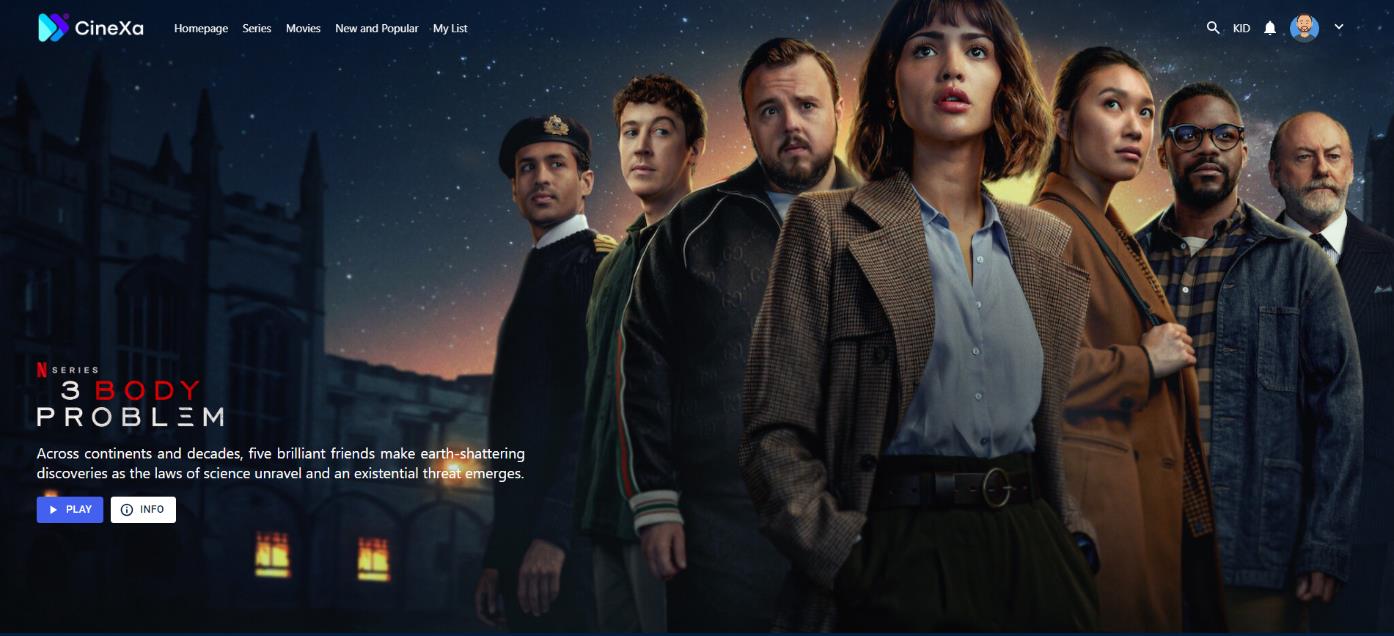 CineXa
Homepage Series Movies New and Popular My List
KID
N SERIES
3 BODY
PROBLEM
Across continents and decades, five brilliant friends make earth-shattering
discoveries as the laws of science unravel and an existential threat emerges.
PLAY INFO